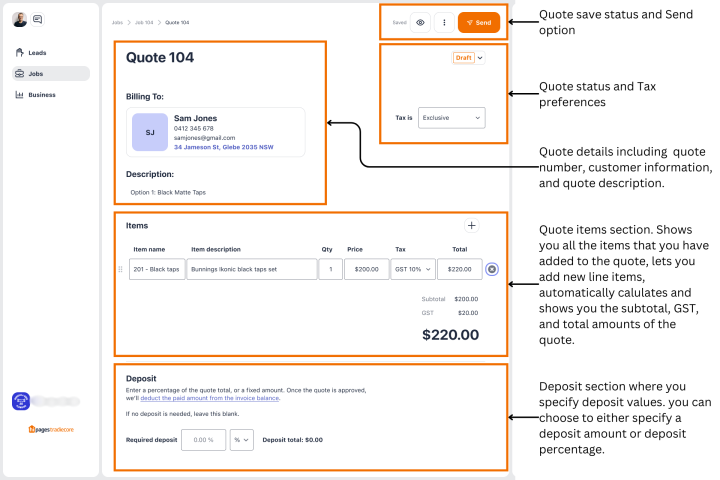 Jobs > Job 104 > Quote 104
Saved
Send
Leads
Jobs
Business
Quote 104
Draft
Billing To:
SJ
Sam Jones
0412 345 678
samjones@gmail.com
34 Jameson St, Glebe 2035 NSW
Tax is
Exclusive
Description:
Option 1: Black Matte Taps
Items
Item name Item description Qty Price Tax Total
201 - Black taps Bunnings Ikonic black taps set 1 $200.00 GST 10% $220.00
Subtotal $200.00
GST $20.00
$220.00
Deposit
Enter a percentage of the quote total, or a fixed amount. Once the quote is approved,
we'll deduct the paid amount from the invoice balance.
If no deposit is needed, leave this blank.
Required deposit 0.00 % % Deposit total: $0.00
hipagestradiecore
Quote save status and Send
option
Quote status and Tax
preferences
Quote details including quote
number, customer information,
and quote description.
Quote items section. Shows
you all the items that you have
added to the quote, lets you
add new line items,
automatically calulates and
shows you the subtotal, GST,
and total amounts of the
quote.
Deposit section where you
specify deposit values. you can
choose to either specify a
deposit amount or deposit
percentage.